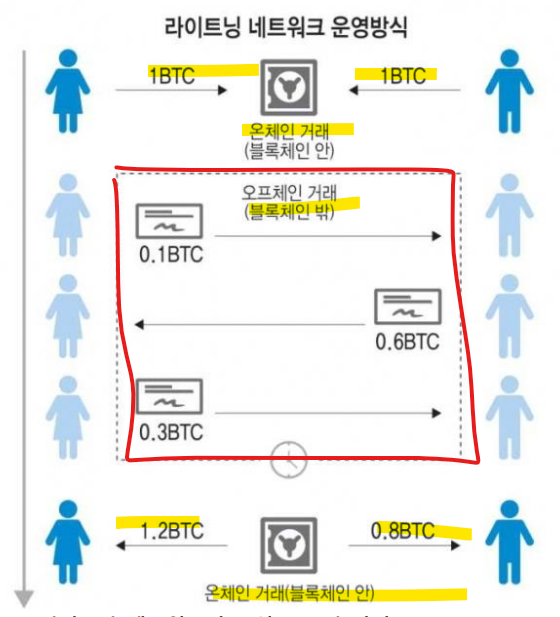 라이트닝 네트워크 운영방식
1BTC
1BTC
온체인 거래
(블록체인 안)
오프체인 거래
(블록체인 밖)
0.1BTC
0.6BTC
0.3BTC
1.2BTC
0.8BTC
온체인 거래(블록체인 안)